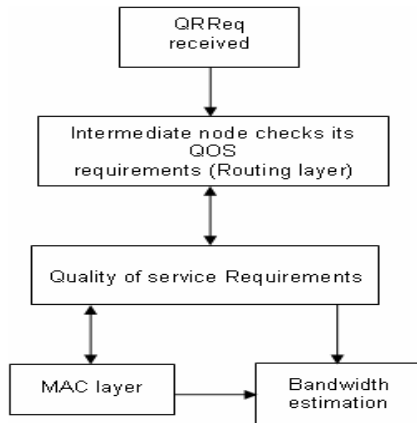 QRReq
received
Intermediate node checks its
QOS
requirements (Routing layer)
Quality of service Requirements
MAC layer
Bandwidth
estimation